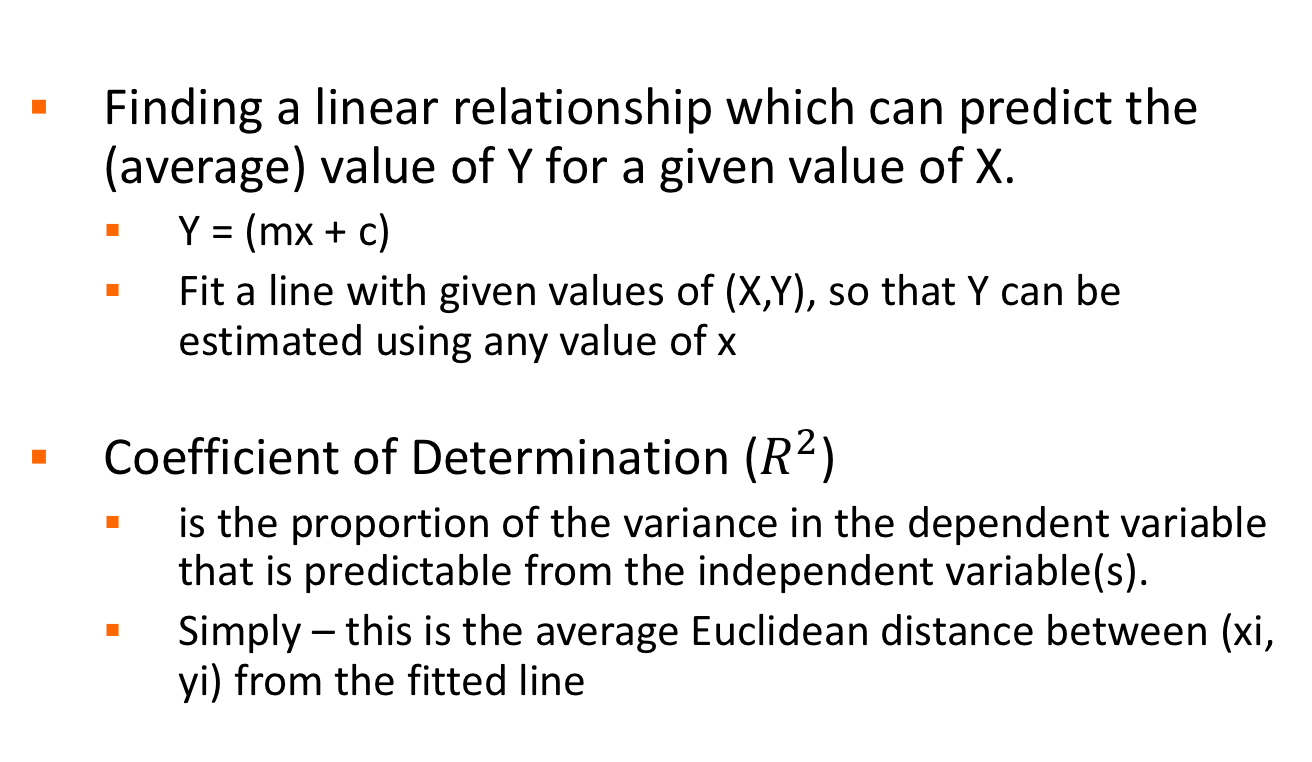 Finding a linear relationship which can predict the
(average) value of Y for a given value of X.
Y = (mx + c)
Fit a line with given values of (X,Y), so that Y can be
estimated using any value of x
Coefficient of Determination (𝑅²)
is the proportion of the variance in the dependent variable
that is predictable from the independent variable(s).
Simply – this is the average Euclidean distance between (xi,
yi) from the fitted line